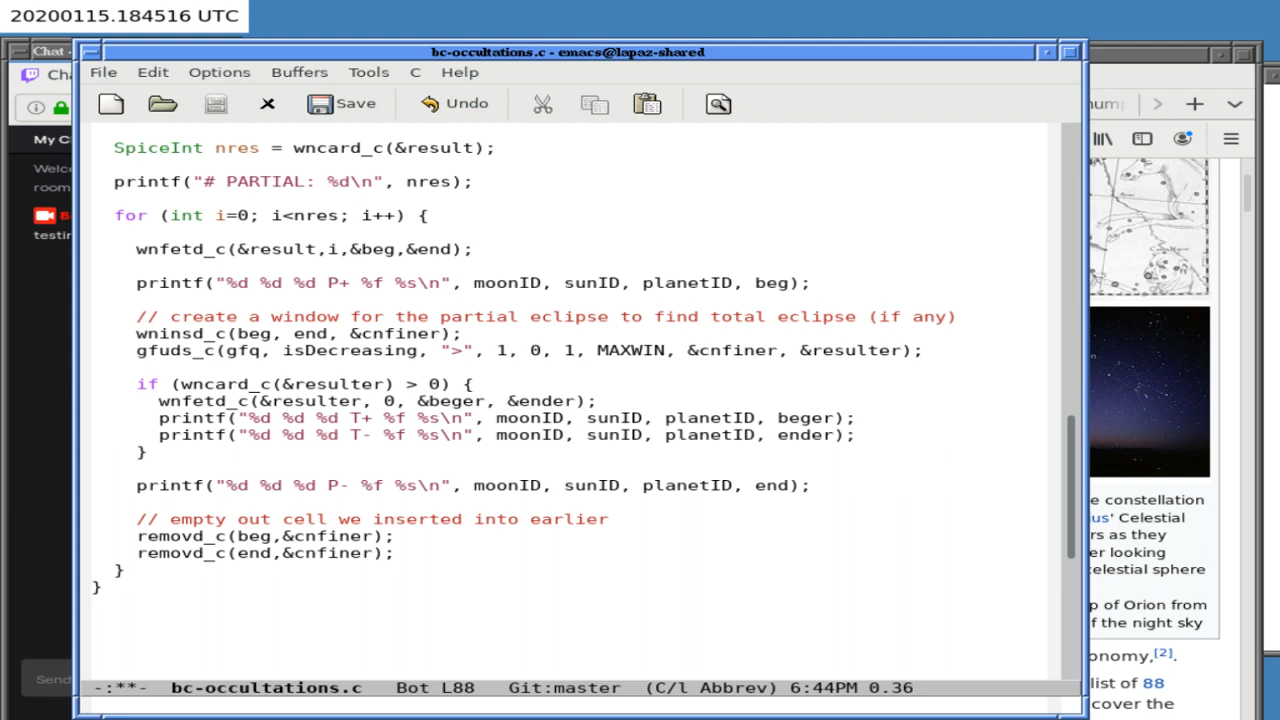 20200115.184516 UTC
Chat -
bc-occultations.c - emacs@lapaz-shared
Cha
File Edit Options Buffers Tools C Help
Save Undo
My C
Welco
room
testin
SpiceInt nres = wncard_c(&result);
printf("# PARTIAL: %d\n", nres);
for (int i=0; i<nres; i++) {
wnfetd_c(&result,i,&beg,&end);
printf("%d %d %d P+ %f %s\n", moonID, sunID, planetID, beg);
// create a window for the partial eclipse to find total eclipse (if any)
wninsd_c(beg, end, &cnfiner);
gfuds_c(gfq, isDecreasing, ">", 1, 0, 1, MAXWIN, &cnfiner, &resulter);
if (wncard_c(&resulter) > 0) {
wnfetd_c(&resulter, 0, &beger, &ender);
printf("%d %d %d T+ %f %s\n", moonID, sunID, planetID, beger);
printf("%d %d %d T- %f %s\n", moonID, sunID, planetID, ender);
}
printf("%d %d %d P- %f %s\n", moonID, sunID, planetID, end);
// empty out cell we inserted into earlier
removd_c(beg,&cnfiner);
removd_c(end,&cnfiner);
}
}
Send
-:**- bc-occultations.c Bot L88 Git:master (C/l Abbrev) 6:44PM 0.36
hump
e constellation
us' Celestial
rs as they
er looking
elestial sphere
p of Orion from
f the night sky
onomy,[2].
list of 88
cover the